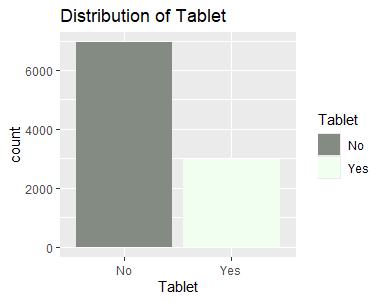 Distribution of Tablet
6000
4000
2000
0
count
No Yes
Tablet
Tablet
No
Yes